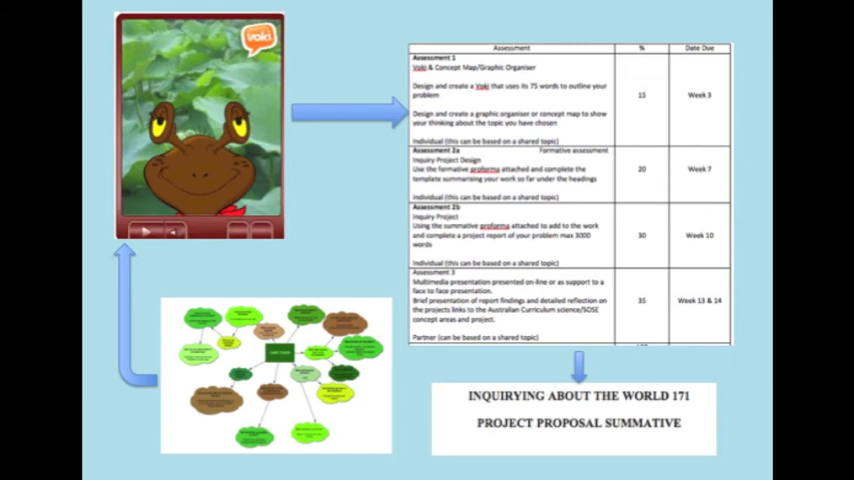 voki
Assessment
%
Date Due
Assessment 1
Voki & Concept Map/Graphic Organiser
Design and create a Voki that uses its 75 words to outline your
problem
Design and create a graphic organiser or concept map to show
your thinking about the topic you have chosen
Individual (this can be based on a shared topic)
15
Week 3
Assessment 2a Formative assessment
Inquiry Project Design
Use the formative proforma attached and complete the
template summarising your work so far under the headings
Individual (this can be based on a shared topic)
20
Week 7
Assessment 2b
Inquiry Project
Using the summative proforma attached to add to the work
and complete a project report of your problem max 3000
words
Individual (this can be based on a shared topic)
30
Week 10
Assessment 3
Multimedia presentation presented on-line or as support to a
face to face presentation.
Brief presentation of report findings and detailed reflection on
the projects links to the Australian Curriculum science/SOSE
concept areas and project.
Partner (can be based on a shared topic)
35
Week 13 & 14
INQUIRYING ABOUT THE WORLD 171
PROJECT PROPOSAL SUMMATIVE